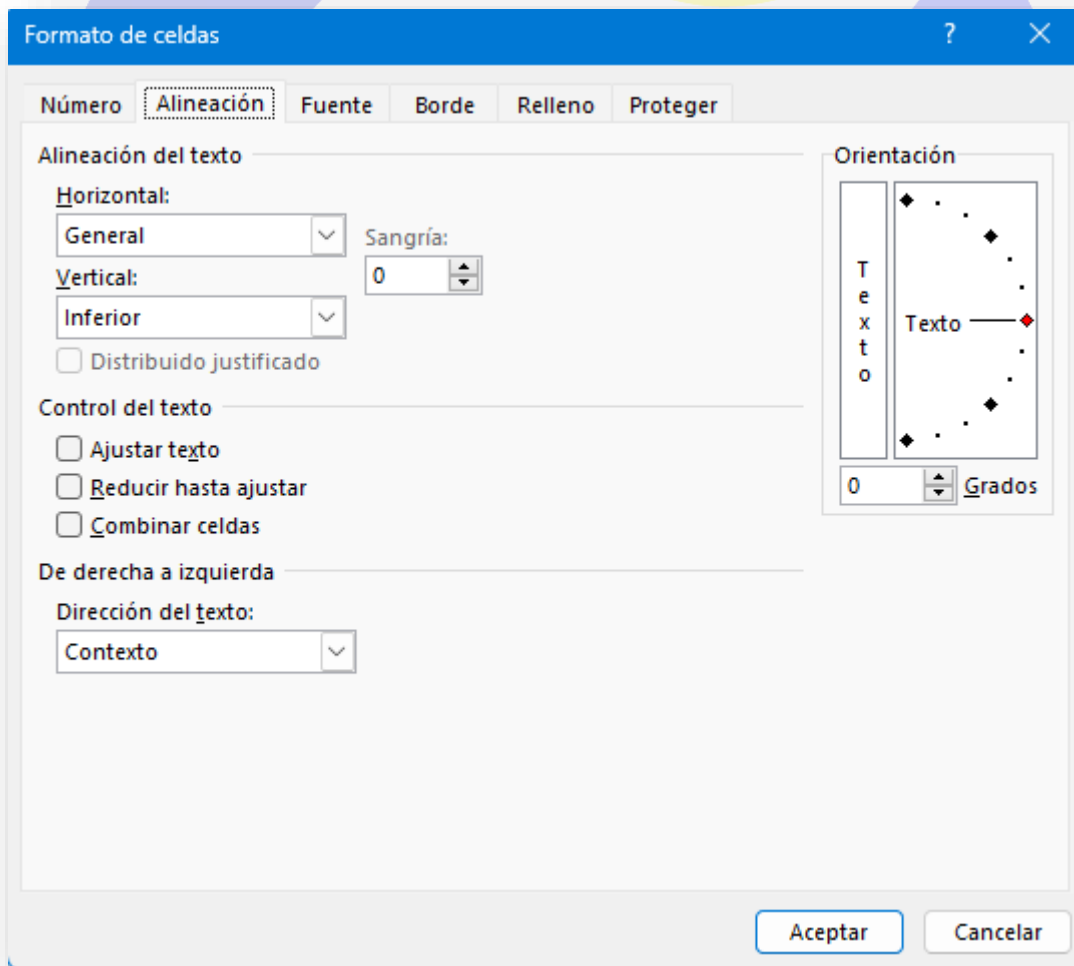 Formato de celdas
?
Número Alineación Fuente Borde Relleno Proteger
Alineación del texto
Horizontal:
General
Sangría:
0
Vertical:
Inferior
Distribuido justificado
Control del texto
Ajustar texto
Reducir hasta ajustar
Combinar celdas
De derecha a izquierda
Dirección del texto:
Contexto
Orientación
T
e
x
t
o
Texto
0 Grados
Aceptar Cancelar